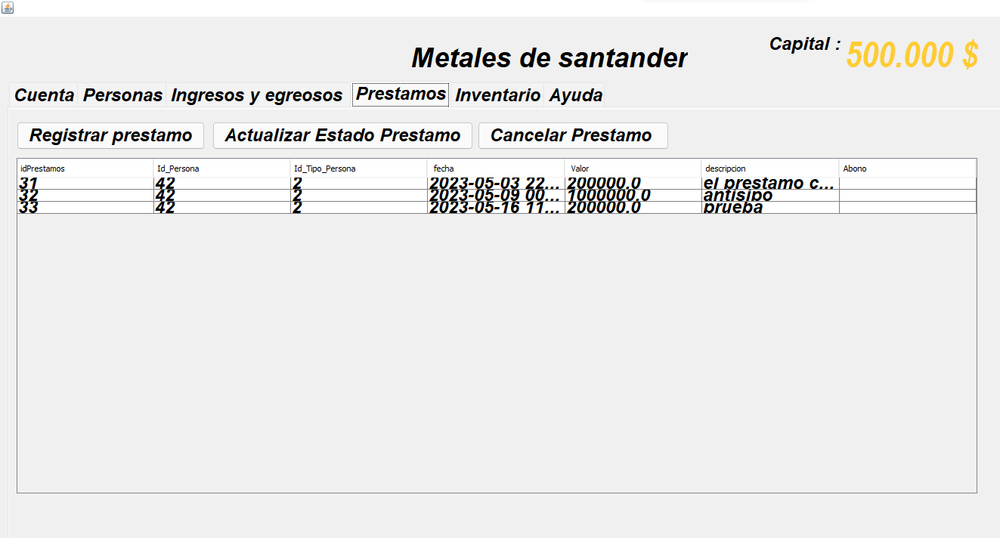 Metales de santander
Capital : 500.000 $
Cuenta Personas Ingresos y egreosos Prestamos Inventario Ayuda
Registrar prestamo Actualizar Estado Prestamo Cancelar Prestamo
idPrestamos Id_Persona Id_Tipo_Persona fecha Valor descripcion Abono
31 42 2 2023-05-03 22... 200000.0 el prestamo c...
32 42 2 2023-05-09 00... 1000000.0 antisipo
33 42 2 2023-05-16 11... 200000.0 prueba